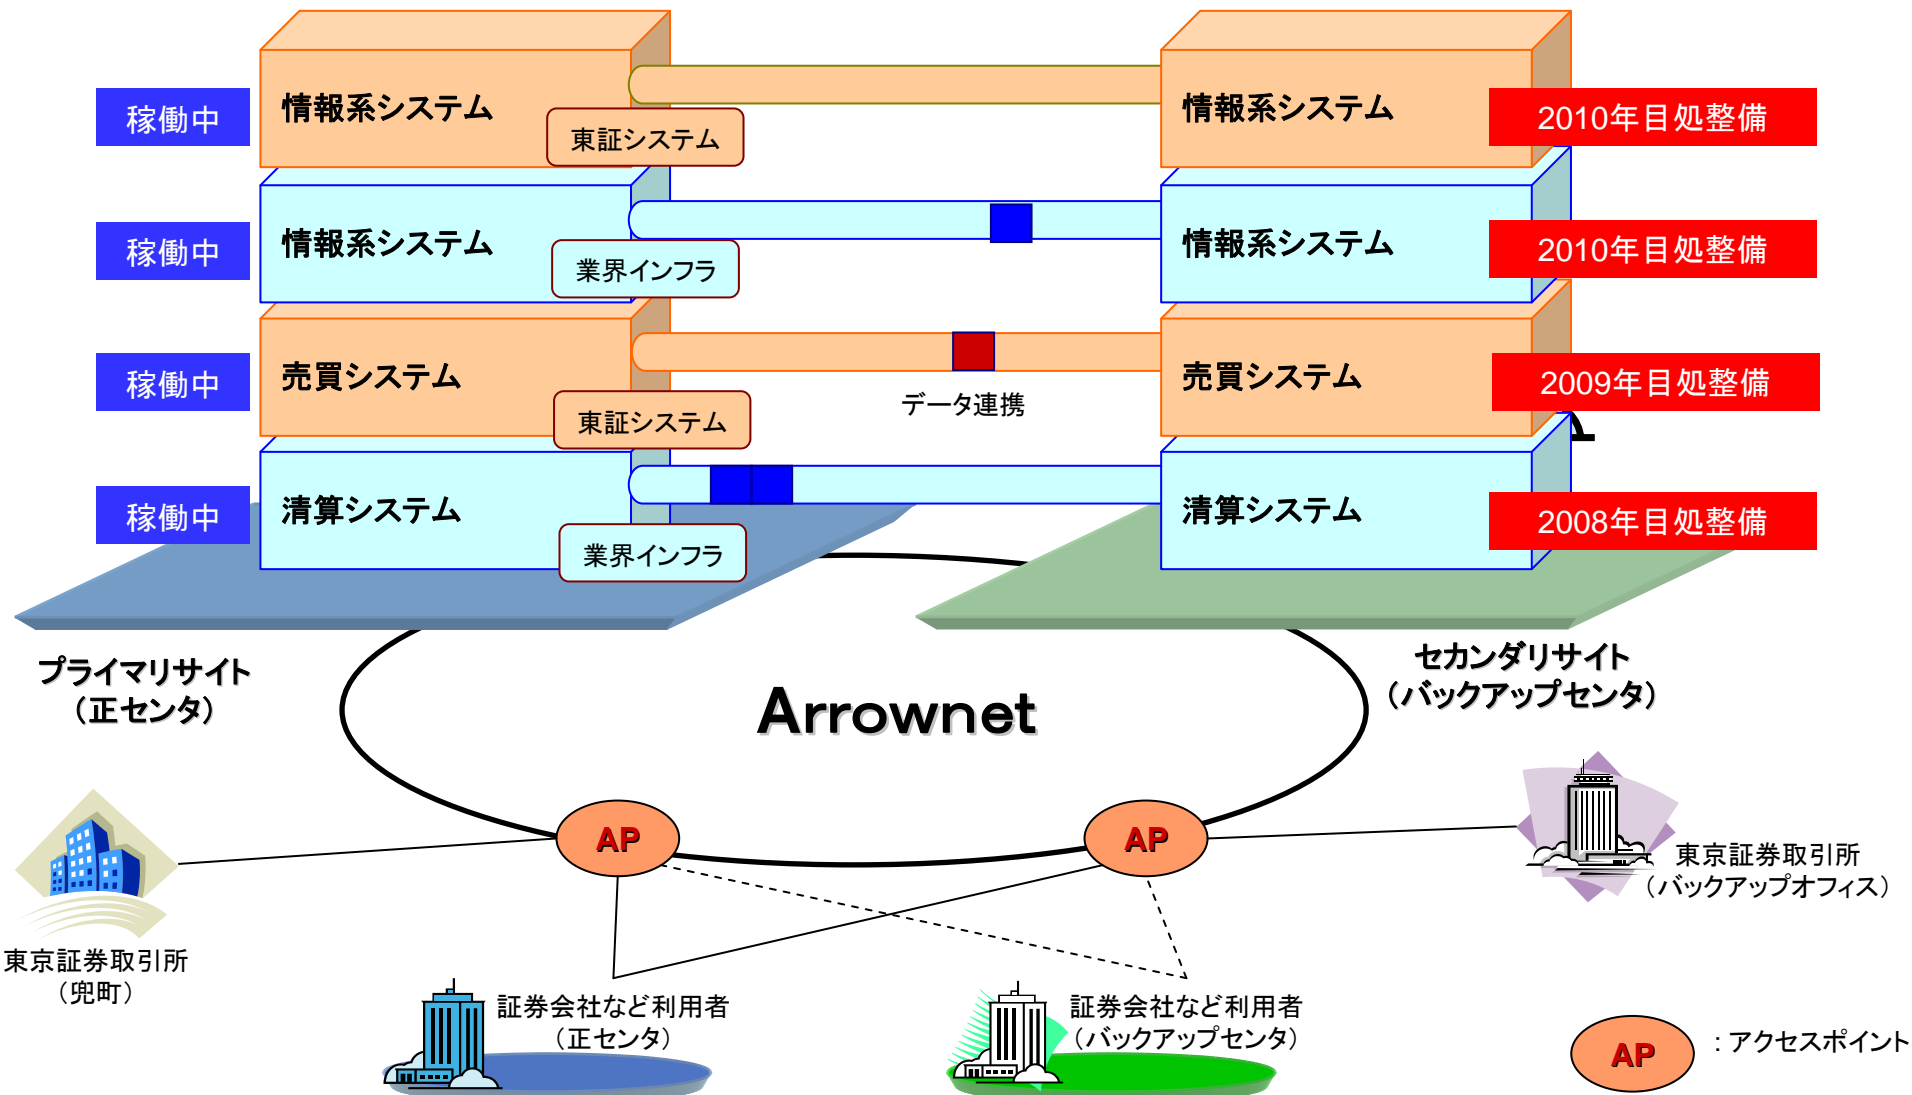 稼働中
情報系システム
東証システム
情報系システム
2010年目処整備
稼働中
情報系システム
業界インフラ
情報系システム
2010年目処整備
稼働中
売買システム
東証システム
データ連携
売買システム
2009年目処整備
稼働中
清算システム
業界インフラ
清算システム
2008年目処整備
プライマリサイト
（正センタ）
Arrownet
セカンダリサイト
（バックアップセンタ）
AP
AP
東京証券取引所
（兜町）
東京証券取引所
（バックアップオフィス）
証券会社など利用者
（正センタ）
証券会社など利用者
（バックアップセンタ）
AP
：アクセスポイント